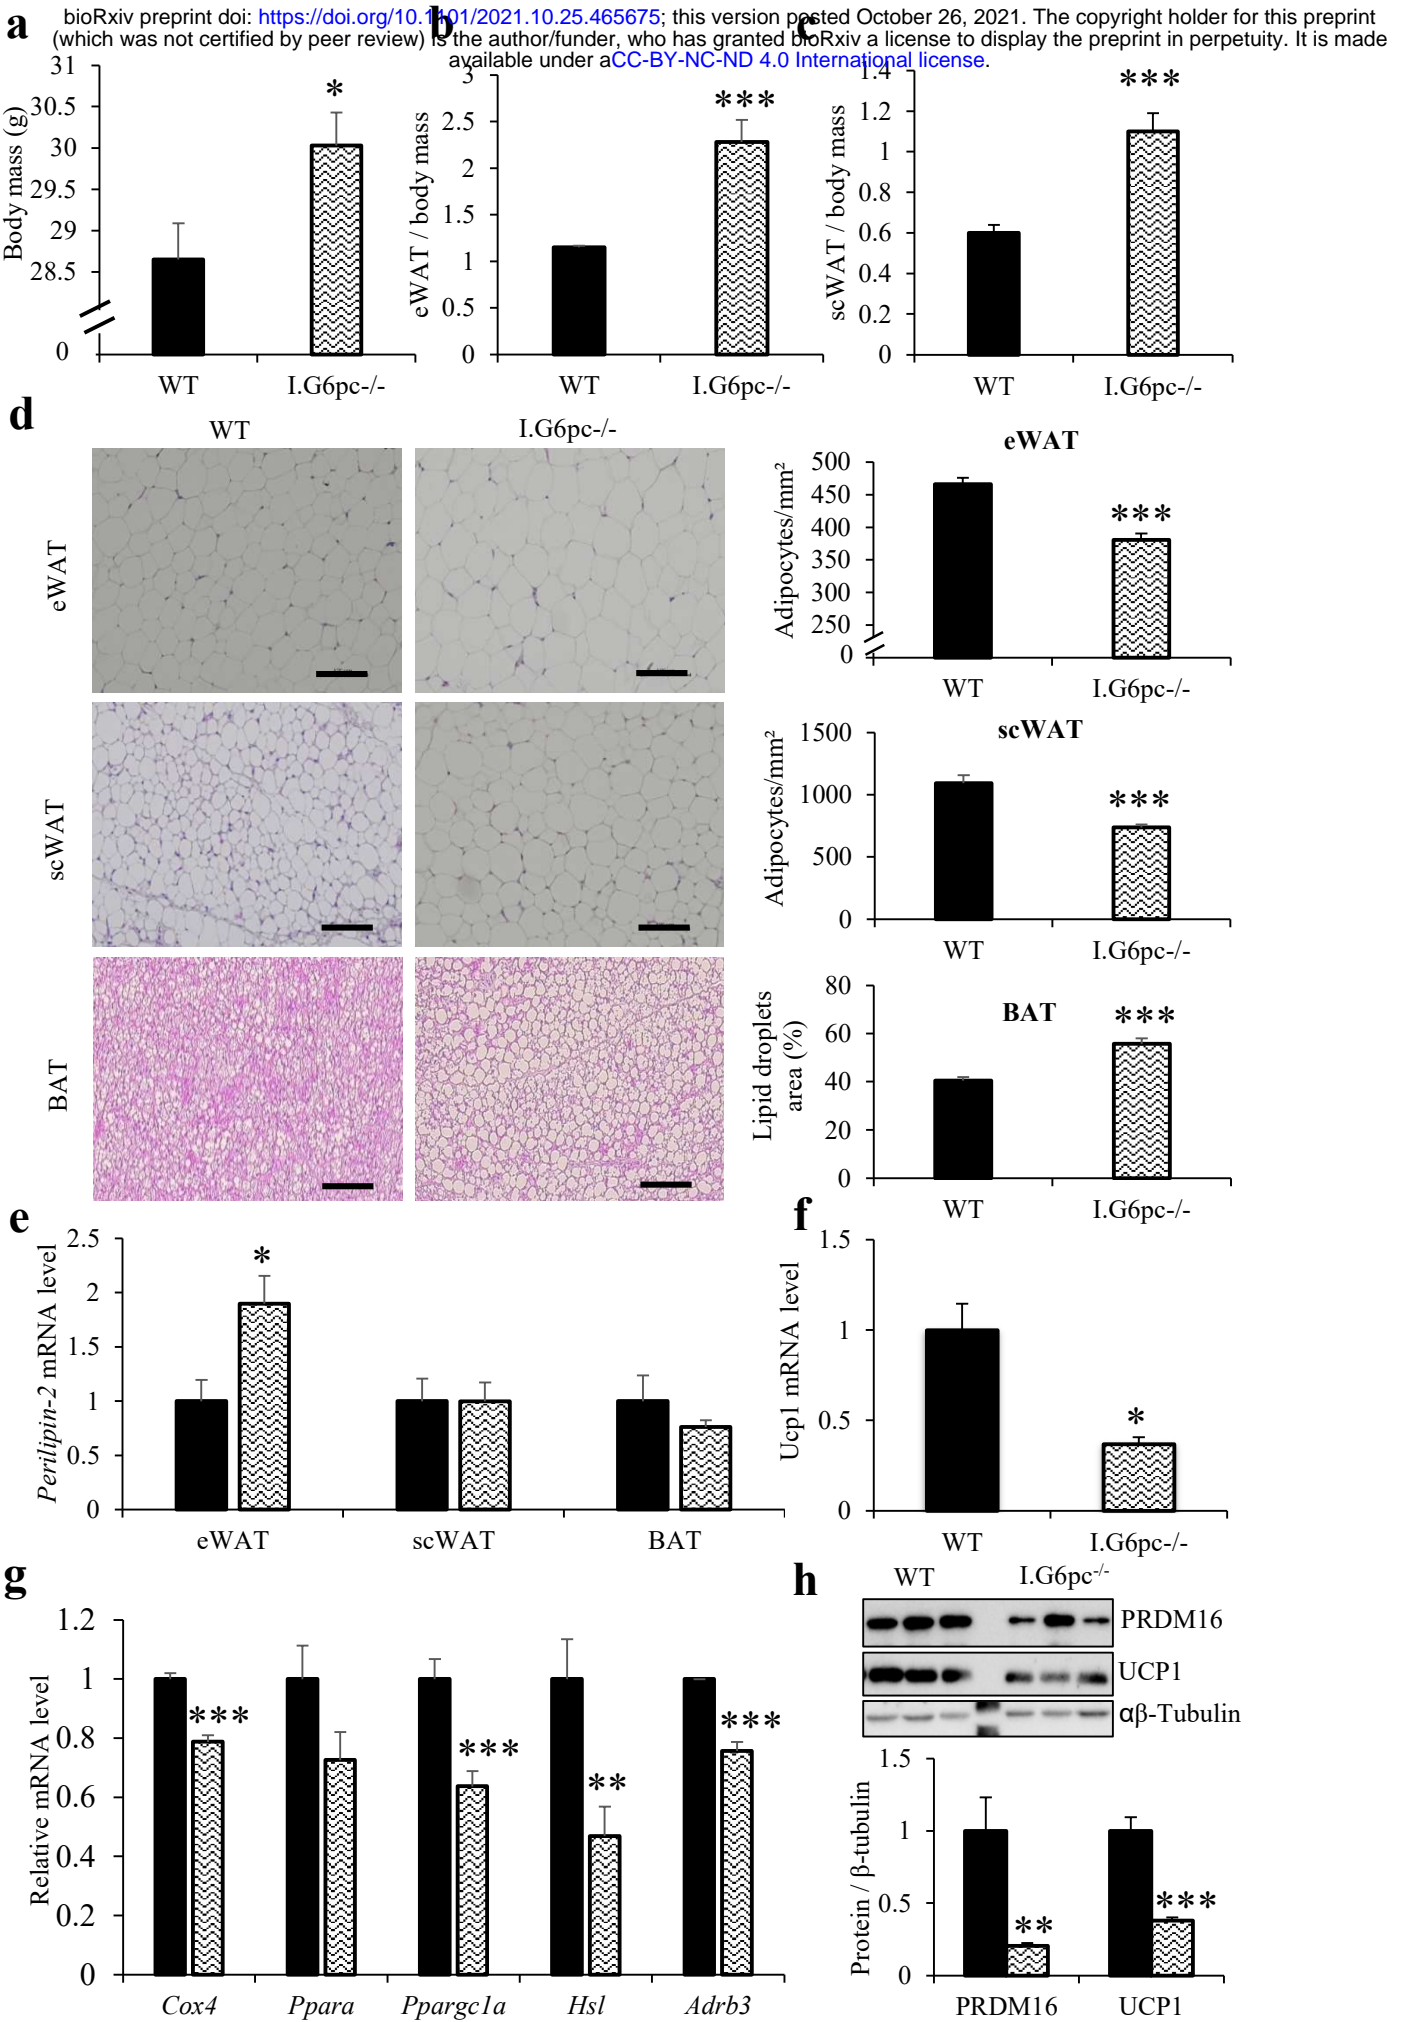 bioRxiv preprint doi: https://doi.org/10.1101/2021.10.25.465675; this version posted October 26, 2021. The copyright holder for this preprint
(which was not certified by peer review) is the author/funder, who has granted bioRxiv a license to display the preprint in perpetuity. It is made
available under aCC-BY-NC-ND 4.0 International license.
a
Body mass (g)
31
30.5
30
29.5
29
28.5
0
*
WT I.G6pc-/-
b
eWAT / body mass
3
2.5
2
1.5
1
0.5
0
***
WT I.G6pc-/-
c
scWAT / body mass
1.4
1.2
1
0.8
0.6
0.4
0.2
0
***
WT I.G6pc-/-
d
WT I.G6pc-/-
eWAT
scWAT
BAT
eWAT
Adipocytes/mm²
500
450
400
350
300
250
0
***
WT I.G6pc-/-
scWAT
Adipocytes/mm²
1500
1000
500
0
***
WT I.G6pc-/-
BAT
Lipid droplets
area (%)
80
60
40
20
0
***
WT I.G6pc-/-
e
Perilipin-2 mRNA level
2.5
2
1.5
1
0.5
0
*
eWAT scWAT BAT
f
Ucp1 mRNA level
1.5
1
0.5
0
*
WT I.G6pc-/-
g
Relative mRNA level
1.2
1
0.8
0.6
0.4
0.2
0
*** *** ** ***
Cox4 Ppara Ppargc1a Hsl Adrb3
h
WT I.G6pc-/-
PRDM16
UCP1
αβ-Tubulin
Protein / β-tubulin
1.5
1
0.5
0
** ***
PRDM16 UCP1